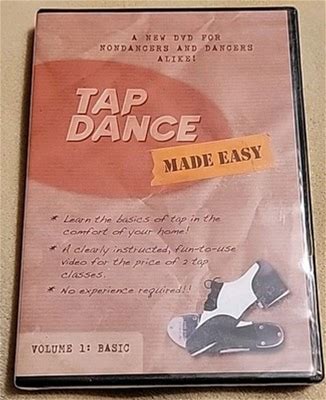 A NEW DVD FOR
NONDANCERS AND DANCERS
ALIKE!
TAP
DANCE
MADE EASY
* Learn the basics of tap in the
comfort of your home!
* A clearly instructed, fun-to-use
video for the price of 2 tap
classes.
* No experience required!!
VOLUME 1: BASIC